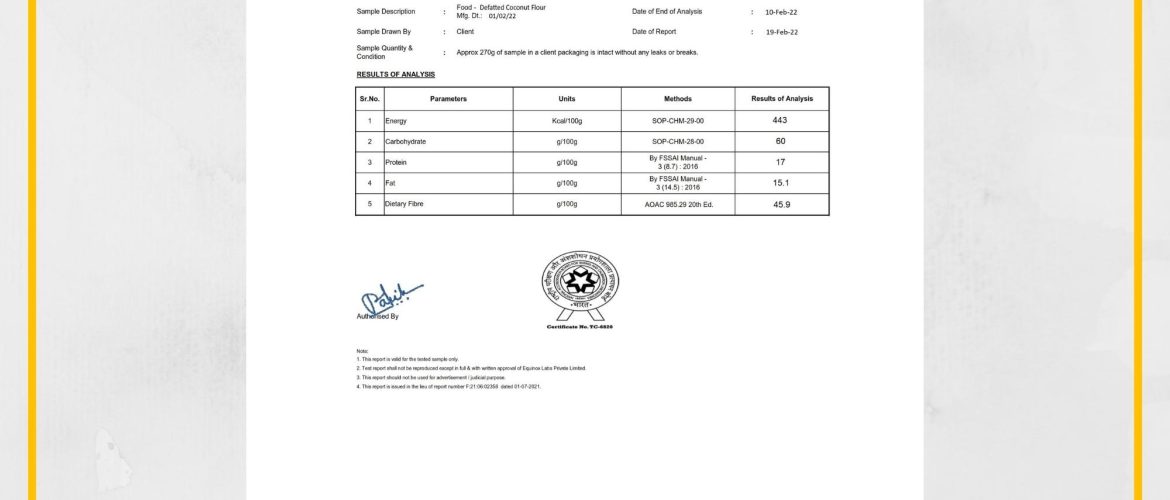 Sample Description : Food - Defatted Coconut Flour Date of End of Analysis : 10-Feb-22
Mfg. Dt.: 01/02/22
Sample Drawn By : Client Date of Report : 19-Feb-22
Sample Quantity &
Condition : Approx 270g of sample in a client packaging is intact without any leaks or breaks.
RESULTS OF ANALYSIS
Sr.No. Parameters Units Methods Results of Analysis
1 Energy Kcal/100g SOP-CHM-29-00 443
2 Carbohydrate g/100g SOP-CHM-28-00 60
3 Protein g/100g By FSSAI Manual - 3 (8.7) : 2016 17
4 Fat g/100g By FSSAI Manual - 3 (14.5) : 2016 15.1
5 Dietary Fibre g/100g AOAC 985.29 20th Ed. 45.9
भारत
Certificate No. TC-6820
Authorised By
Note:
1. This report is valid for the tested sample only.
2. Test report shall not be reproduced except in full & with written approval of Equinox Labs Private Limited.
3. This report should not be used for advertisement / judicial purpose.
4. This report is issued in the lieu of report number F:21:06:02356 dated 01-07-2021.